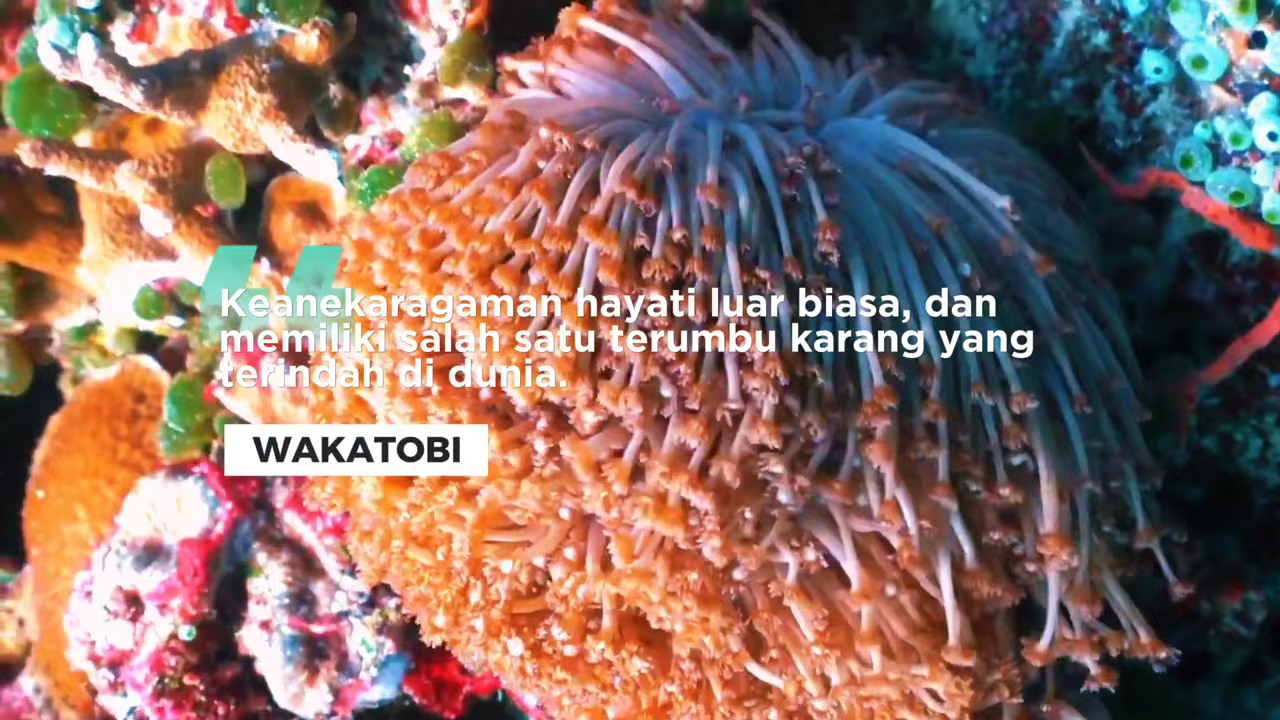 Keanekaragaman hayati luar biasa, dan
memiliki salah satu terumbu karang yang
terindah di dunia.
WAKATOBI